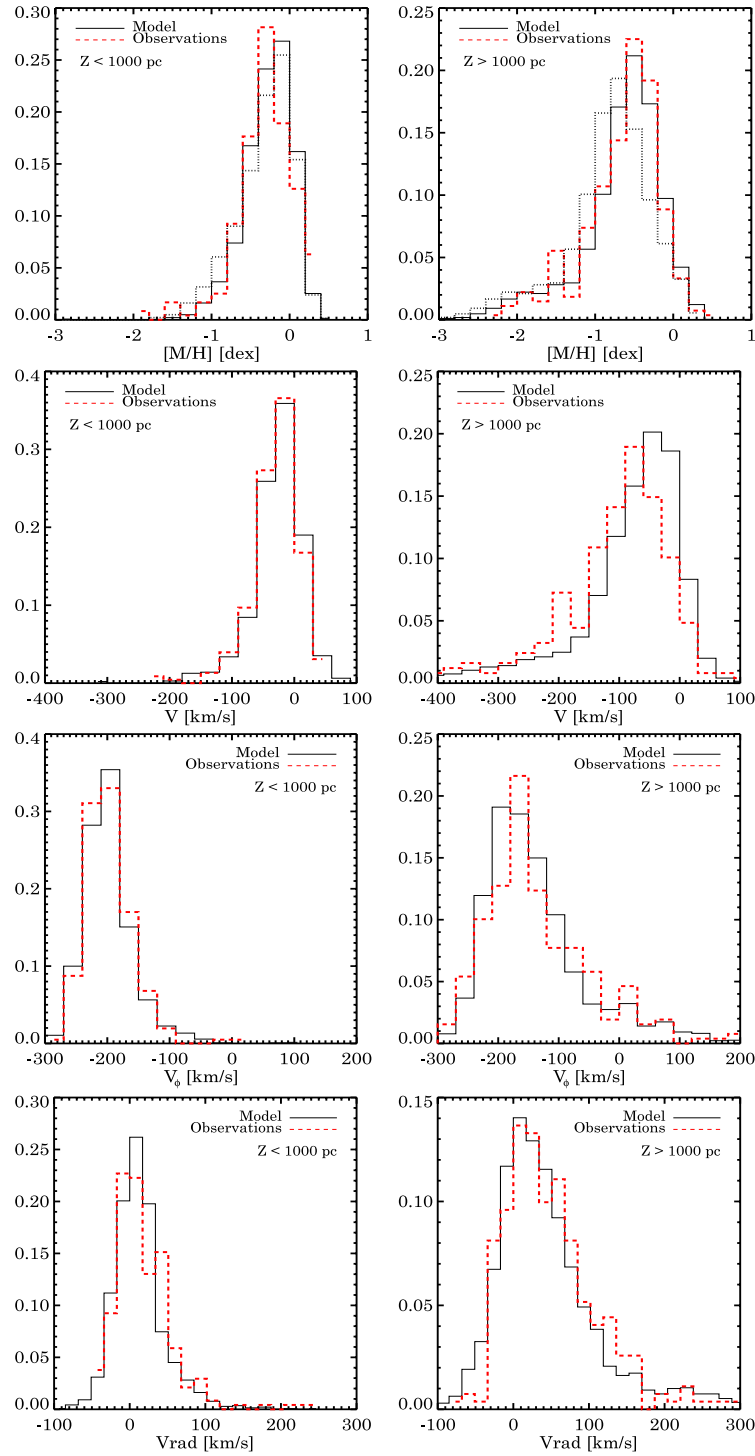 0.30
0.25
0.20
0.15
0.10
0.05
0.00
Model
Observations
Z < 1000 pc
-3 -2 -1 0 1
[M/H] [dex]
0.25
0.20
0.15
0.10
0.05
0.00
Model
Observations
Z > 1000 pc
-3 -2 -1 0 1
[M/H] [dex]
0.4
0.3
0.2
0.1
0.0
Model
Observations
Z < 1000 pc
-400 -300 -200 -100 0 100
V [km/s]
0.25
0.20
0.15
0.10
0.05
0.00
Model
Observations
Z > 1000 pc
-400 -300 -200 -100 0 100
V [km/s]
0.4
0.3
0.2
0.1
0.0
Model
Observations
Z < 1000 pc
-300 -200 -100 0 100 200
Vϕ [km/s]
0.25
0.20
0.15
0.10
0.05
0.00
Model
Observations
Z > 1000 pc
-300 -200 -100 0 100 200
Vϕ [km/s]
0.30
0.25
0.20
0.15
0.10
0.05
0.00
Model
Observations
Z < 1000 pc
-100 0 100 200 300
Vrad [km/s]
0.15
0.10
0.05
0.00
Model
Observations
Z > 1000 pc
-100 0 100 200 300
Vrad [km/s]